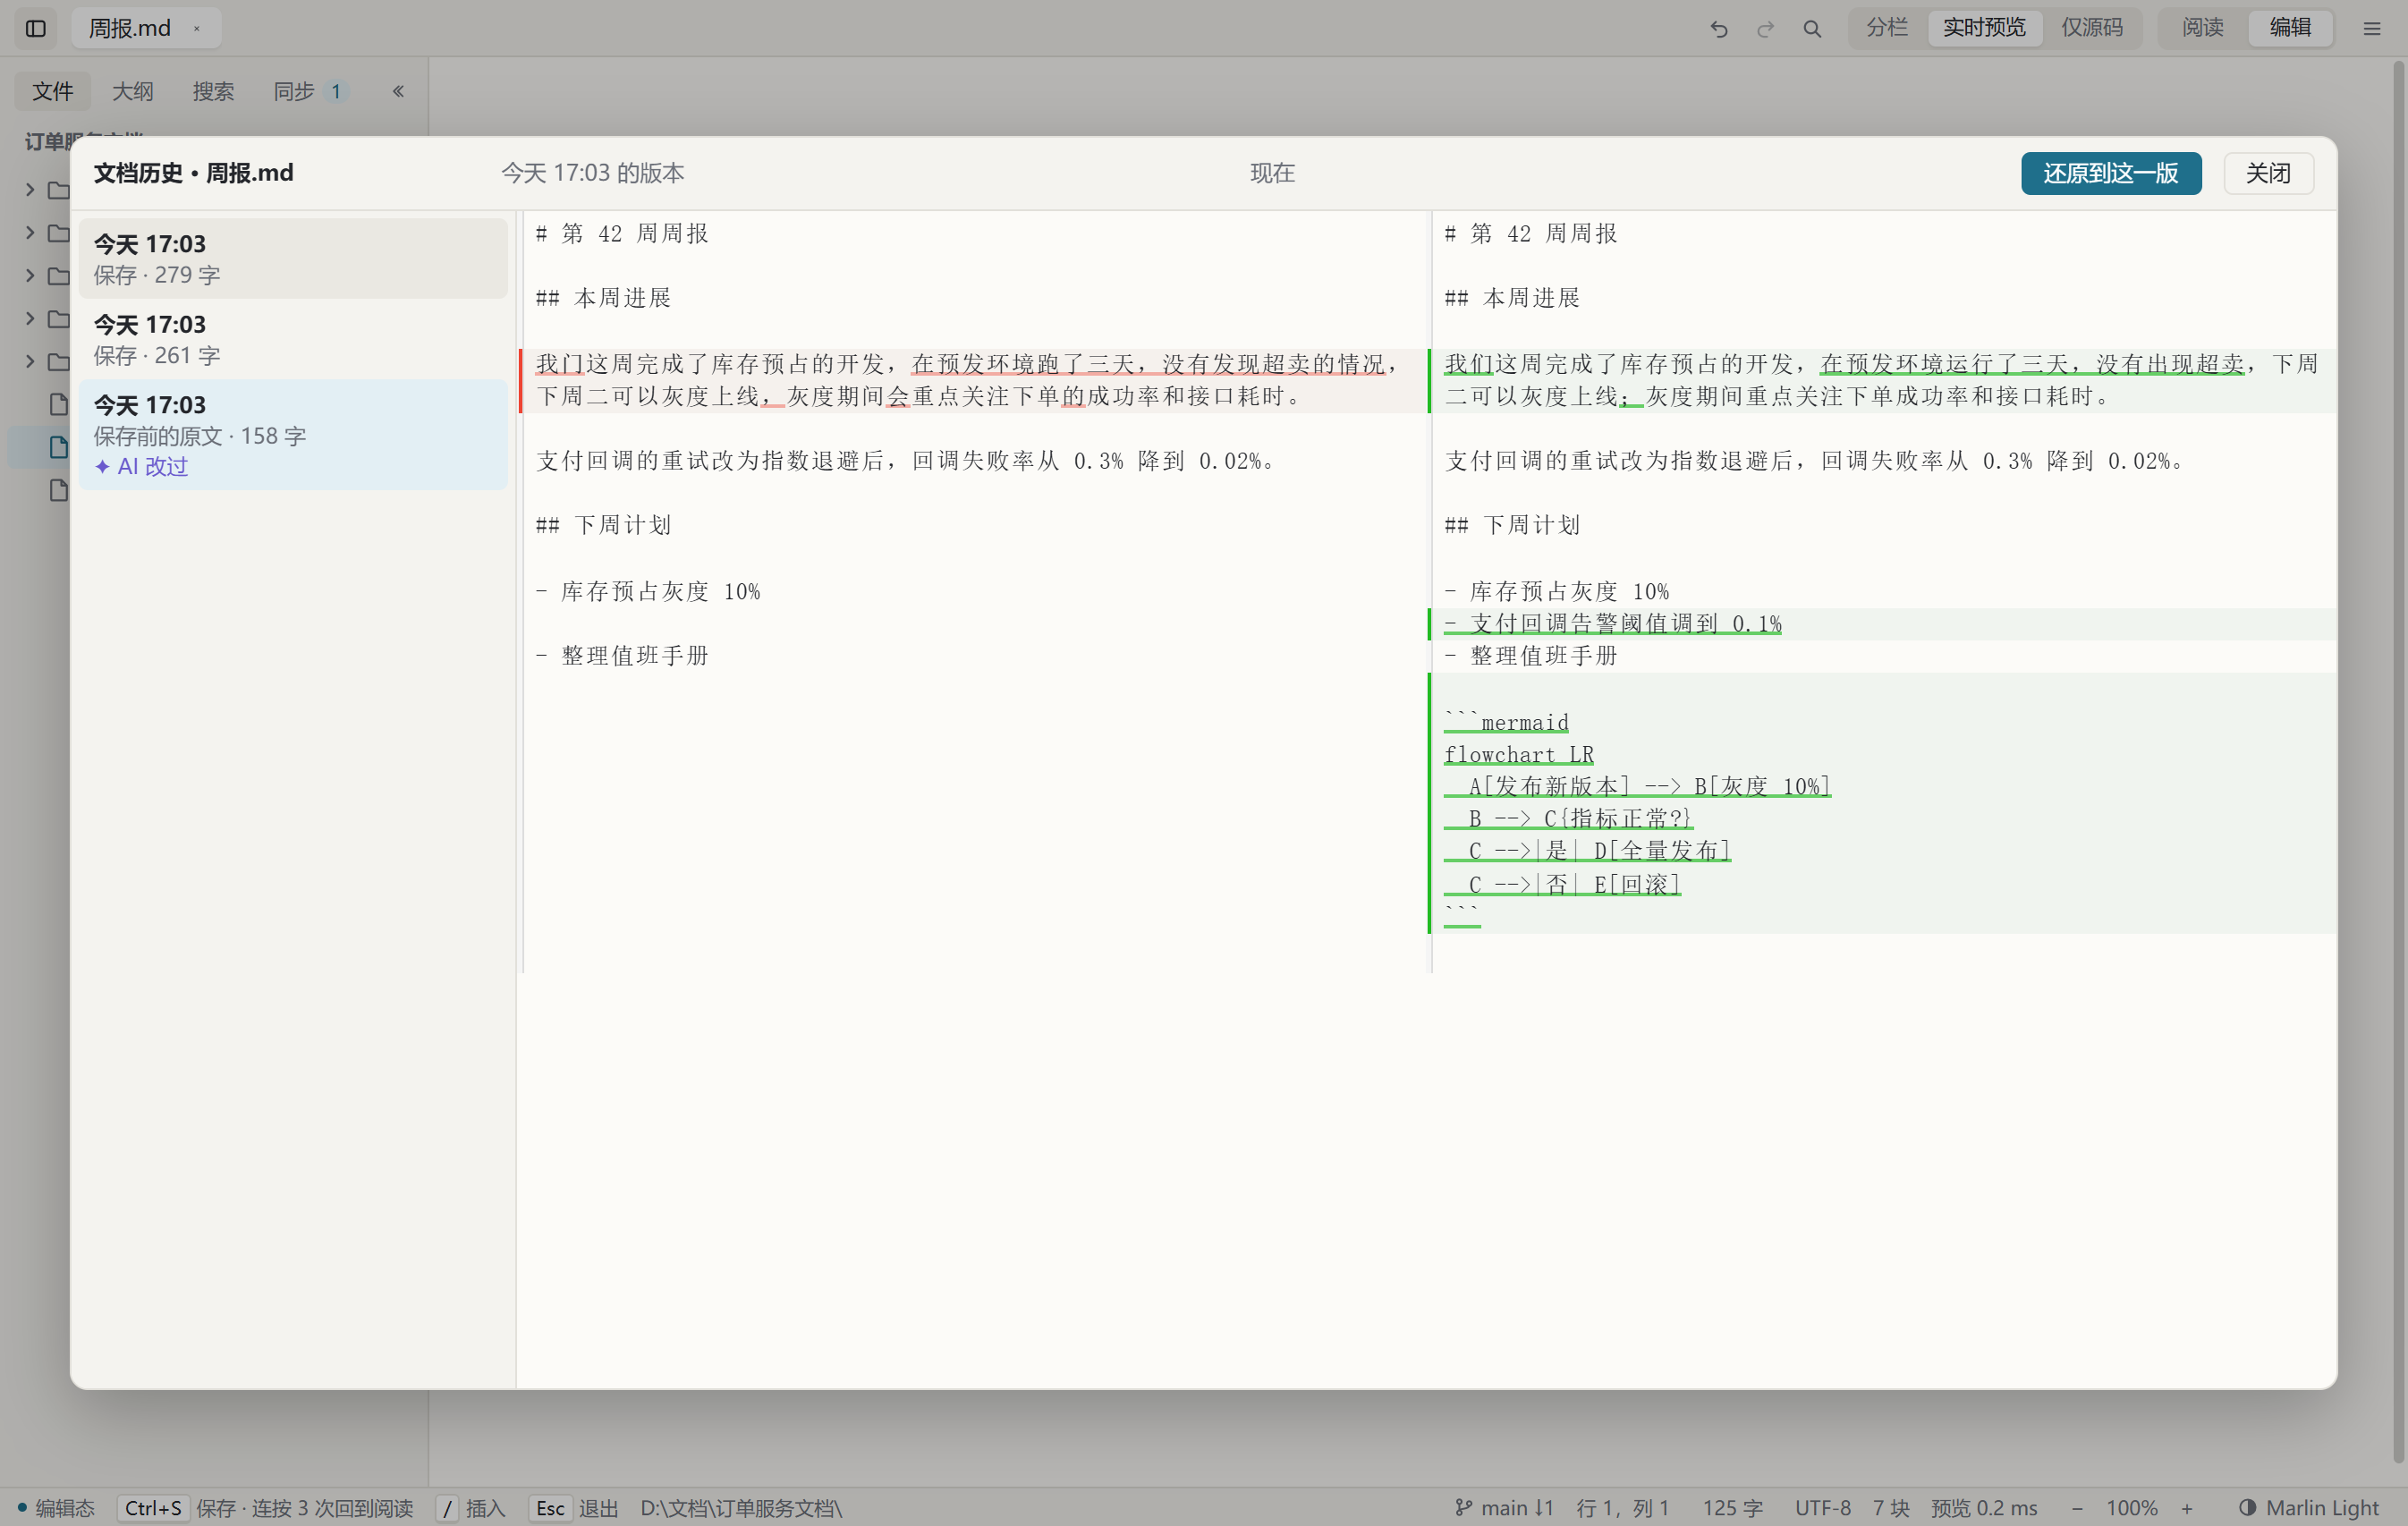 周报.md ×
分栏 实时预览 仅源码 阅读 编辑
文件 大纲 搜索 同步 1 «
文档历史 • 周报.md
今天 17:03 的版本
现在
还原到这一版
关闭
今天 17:03
保存 · 279 字
今天 17:03
保存 · 261 字
今天 17:03
保存前的原文 · 158 字
✦ AI 改过
# 第 42 周周报
## 本周进展
我门这周完成了库存预占的开发，在预发环境跑了三天，没有发现超卖的情况，
下周二可以灰度上线，灰度期间会重点关注下单的成功率和接口耗时。
支付回调的重试改为指数退避后，回调失败率从 0.3% 降到 0.02%。
## 下周计划
- 库存预占灰度 10%
- 整理值班手册
# 第 42 周周报
## 本周进展
我们这周完成了库存预占的开发，在预发环境运行了三天，没有出现超卖，下周
二可以灰度上线；灰度期间重点关注下单成功率和接口耗时。
支付回调的重试改为指数退避后，回调失败率从 0.3% 降到 0.02%。
## 下周计划
- 库存预占灰度 10%
- 支付回调告警阈值调到 0.1%
- 整理值班手册
```mermaid
flowchart LR
  A[发布新版本] --> B[灰度 10%]
  B --> C{指标正常?}
  C -->|是| D[全量发布]
  C -->|否| E[回滚]
```
编辑态 Ctrl+S 保存 · 连按 3 次回到阅读 / 插入 Esc 退出 D:\文档\订单服务文档\
main ↓1 行 1，列 1 125 字 UTF-8 7 块 预览 0.2 ms − 100% + Marlin Light